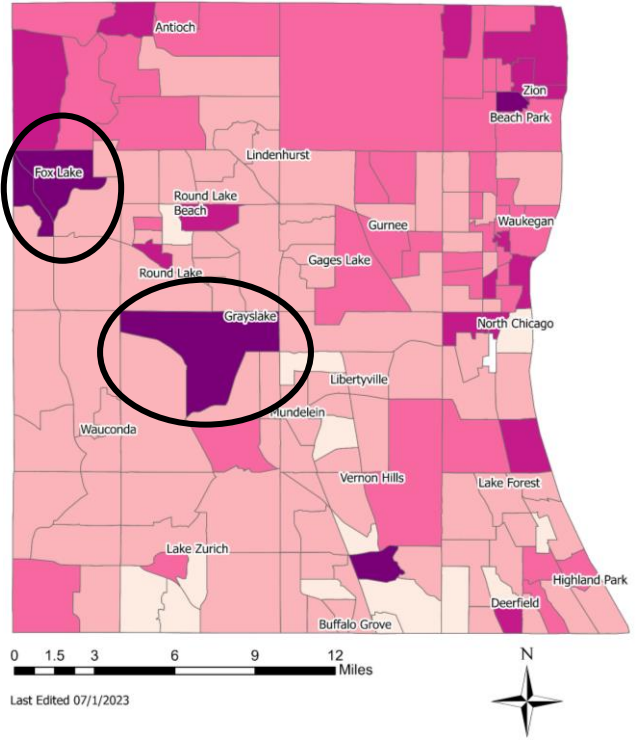 Antioch
Zion
Beach Park
Lindenhurst
Fox Lake
Round Lake
Beach
Gurnee
Waukegan
Gages Lake
Round Lake
Grayslake
North Chicago
Libertyville
Mundelein
Wauconda
Vernon Hills
Lake Forest
Lake Zurich
Highland Park
Deerfield
Buffalo Grove
0 1.5 3 6 9 12
Miles
N
Last Edited 07/1/2023